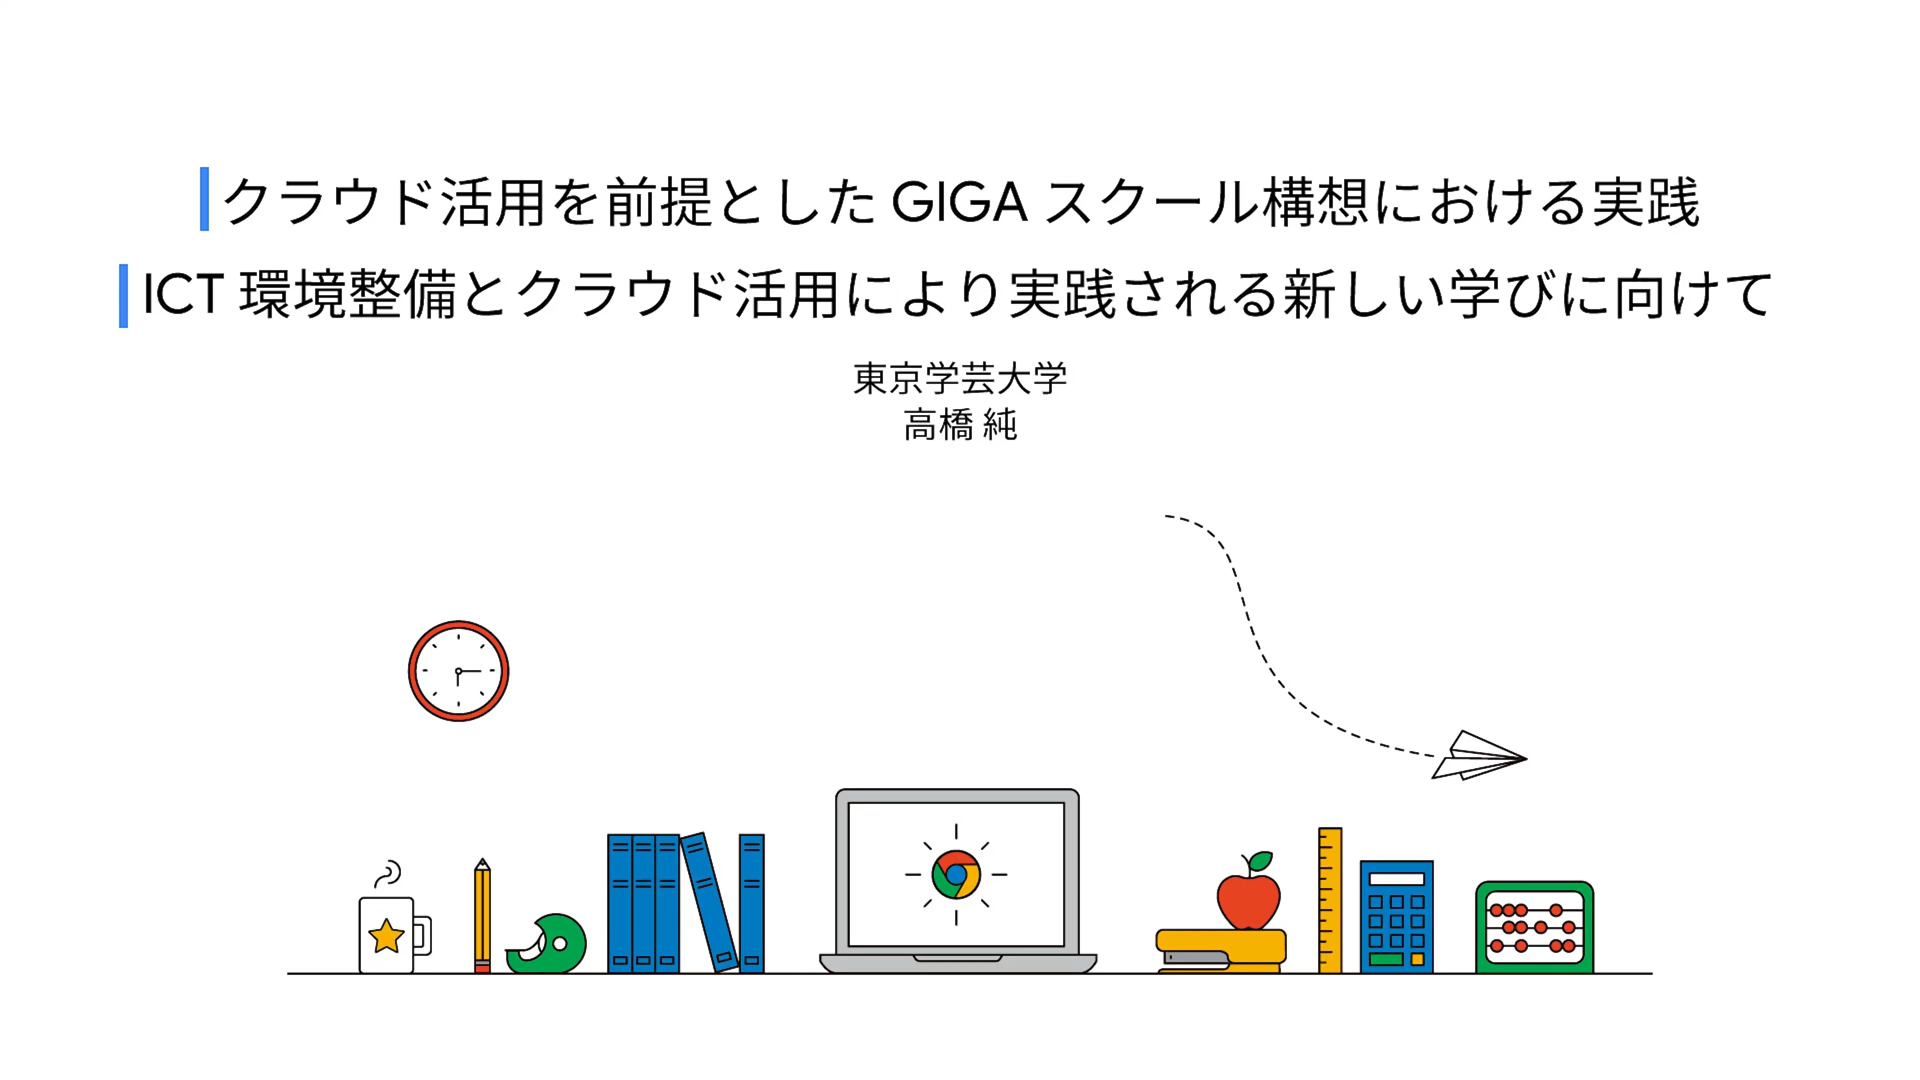 クラウド活用を前提とした GIGA スクール構想における実践
ICT 環境整備とクラウド活用により実践される新しい学びに向けて
東京学芸大学
高橋 純